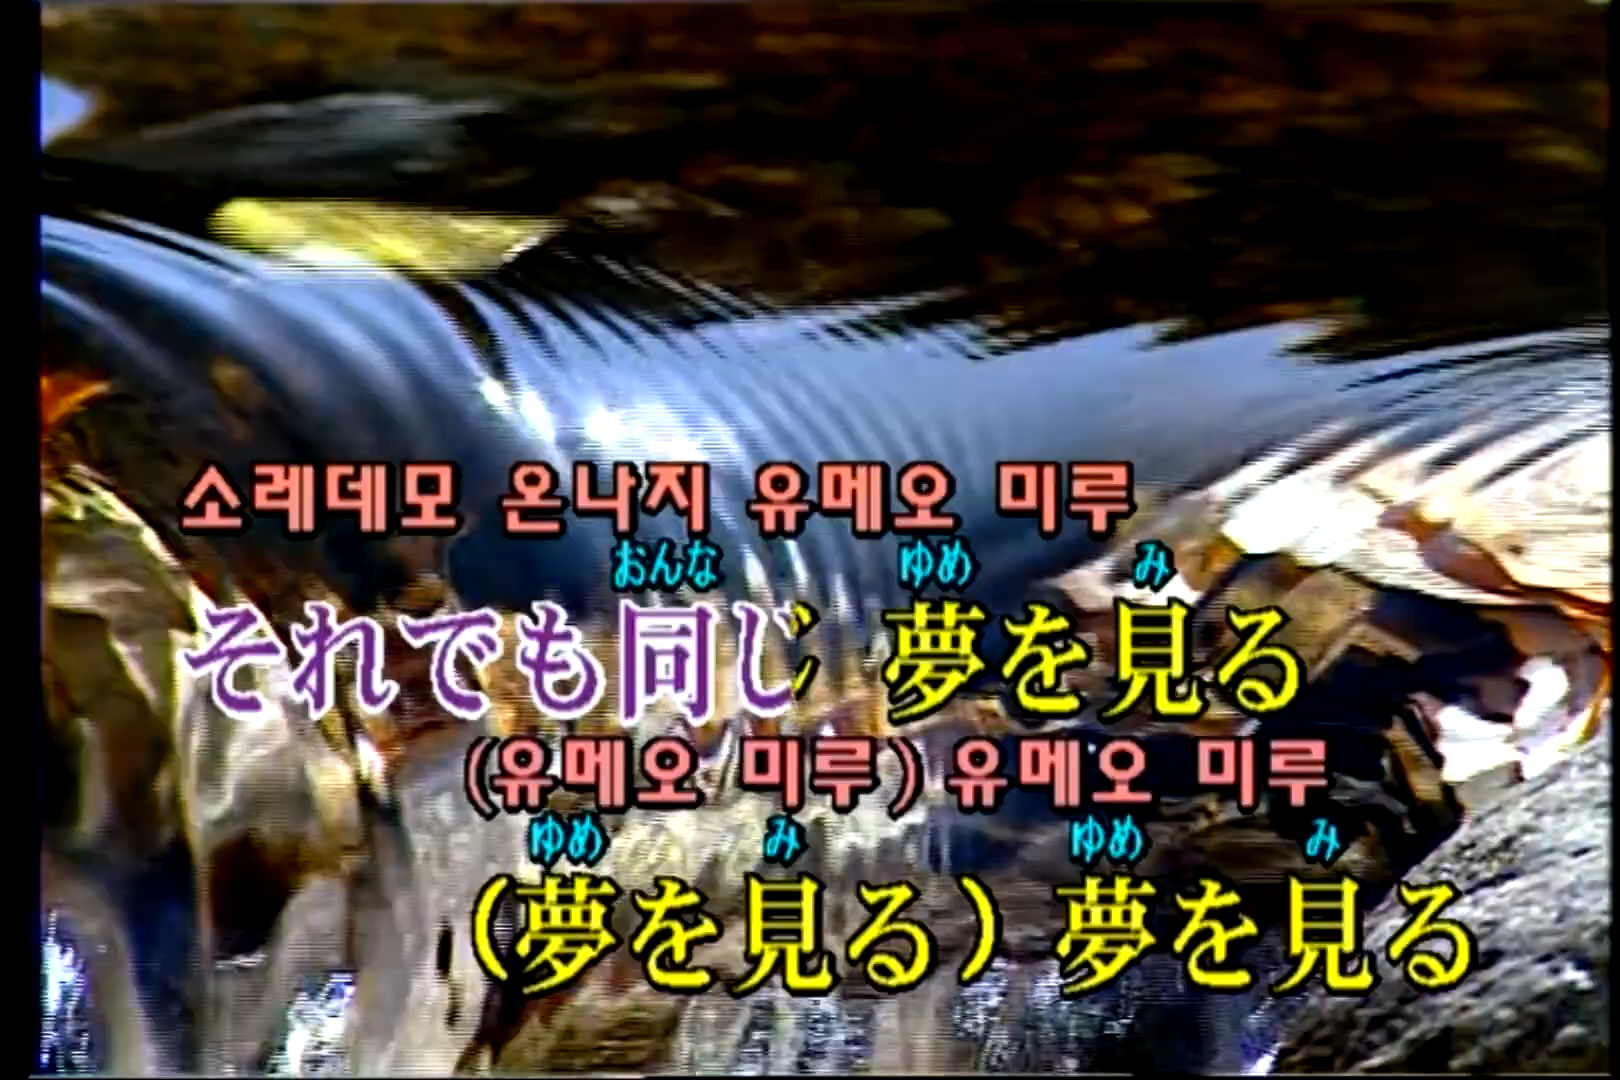 소레데모 온나지 유메오 미루
おんな ゆめ み
それでも同じ 夢を見る
(유메오 미루) 유메오 미루
ゆめ み ゆめ み
(夢を見る) 夢を見る